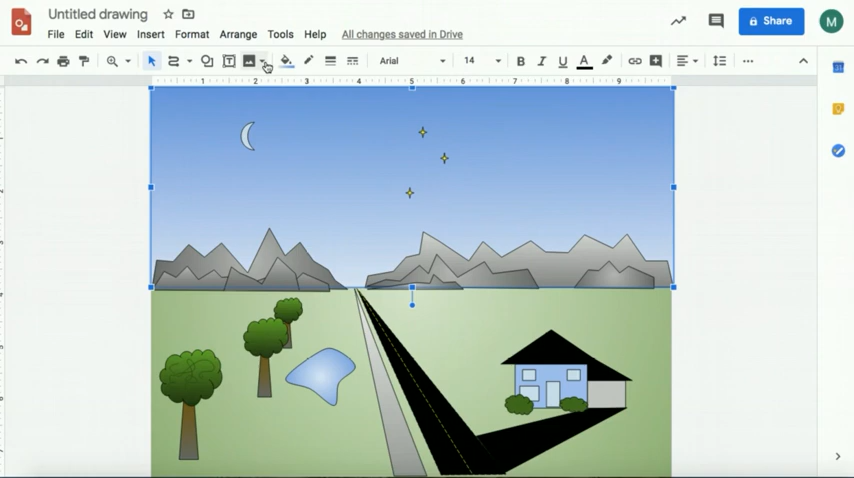 Untitled drawing
File Edit View Insert Format Arrange Tools Help All changes saved in Drive
Share M
Arial 14 B I U A
1 2 3 4 5 6 7 8 9